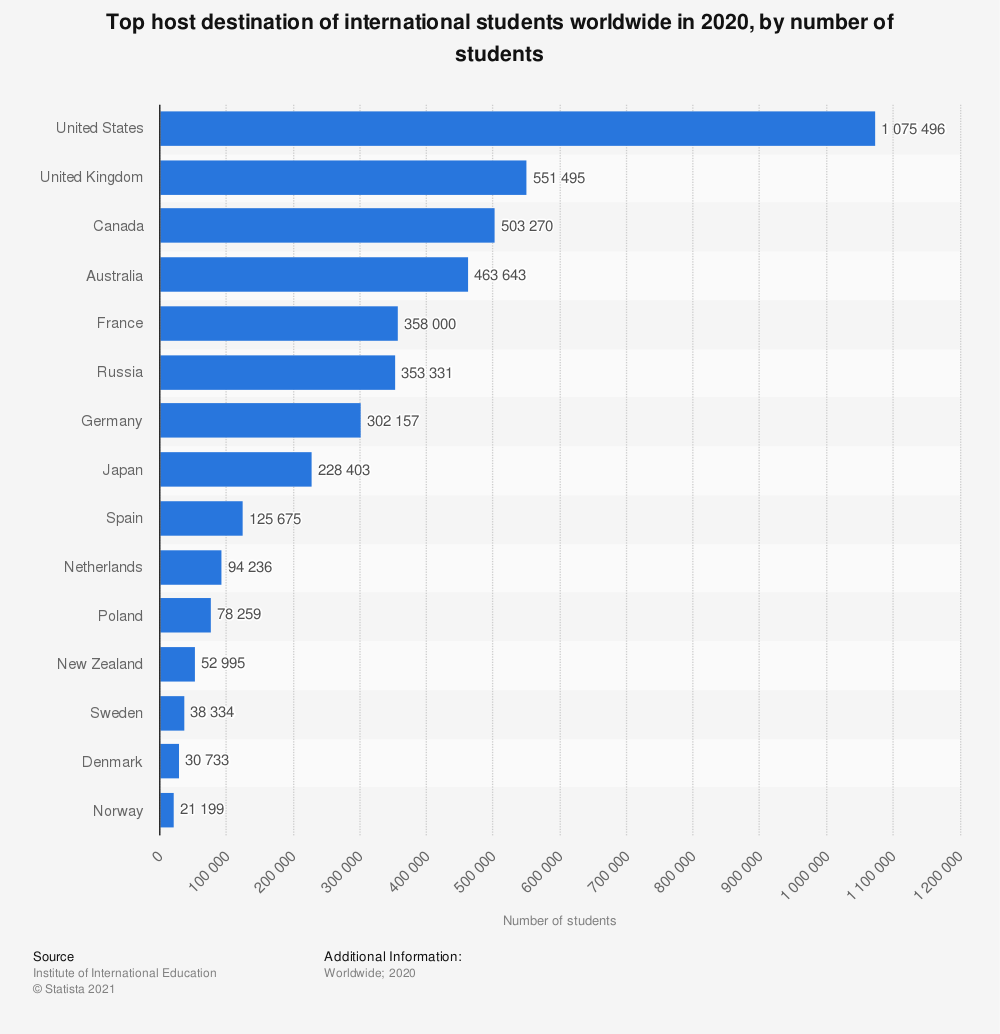 Top host destination of international students worldwide in 2020, by number of
students
United States
1 075 496
United Kingdom
551 495
Canada
503 270
Australia
463 643
France
358 000
Russia
353 331
Germany
302 157
Japan
228 403
Spain
125 675
Netherlands
94 236
Poland
78 259
New Zealand
52 995
Sweden
38 334
Denmark
30 733
Norway
21 199
0
100 000
200 000
300 000
400 000
500 000
600 000
700 000
800 000
900 000
1 000 000
1 100 000
1 200 000
Number of students
Source
Institute of International Education
© Statista 2021
Additional Information:
Worldwide; 2020